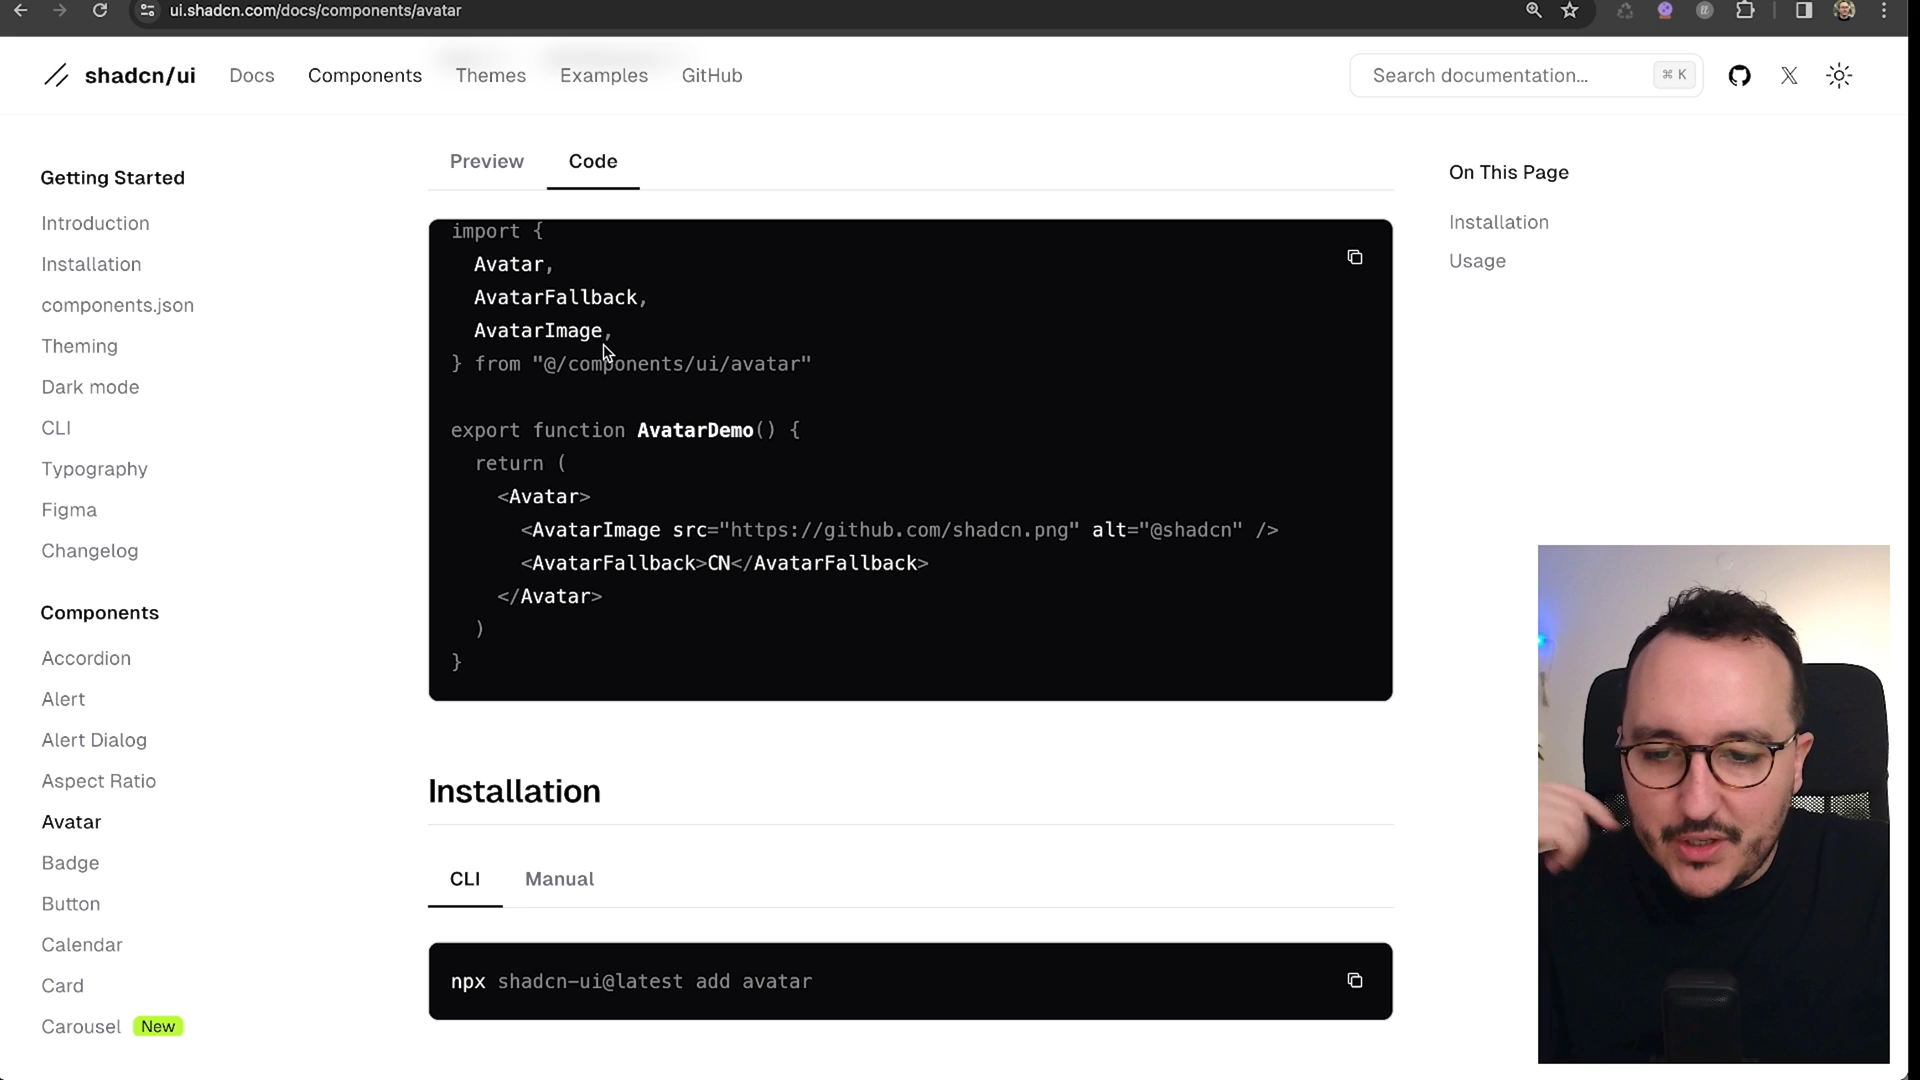 ui.shadcn.com/docs/components/avatar
shadcn/ui Docs Components Themes Examples GitHub
Search documentation... ⌘ K
Getting Started
Introduction
Installation
components.json
Theming
Dark mode
CLI
Typography
Figma
Changelog
Components
Accordion
Alert
Alert Dialog
Aspect Ratio
Avatar
Badge
Button
Calendar
Card
Carousel New
Preview Code
import {
Avatar,
AvatarFallback,
AvatarImage,
} from "@/components/ui/avatar"
export function AvatarDemo() {
return (
<Avatar>
<AvatarImage src="https://github.com/shadcn.png" alt="@shadcn" />
<AvatarFallback>CN</AvatarFallback>
</Avatar>
)
}
Installation
CLI Manual
npx shadcn-ui@latest add avatar
On This Page
Installation
Usage